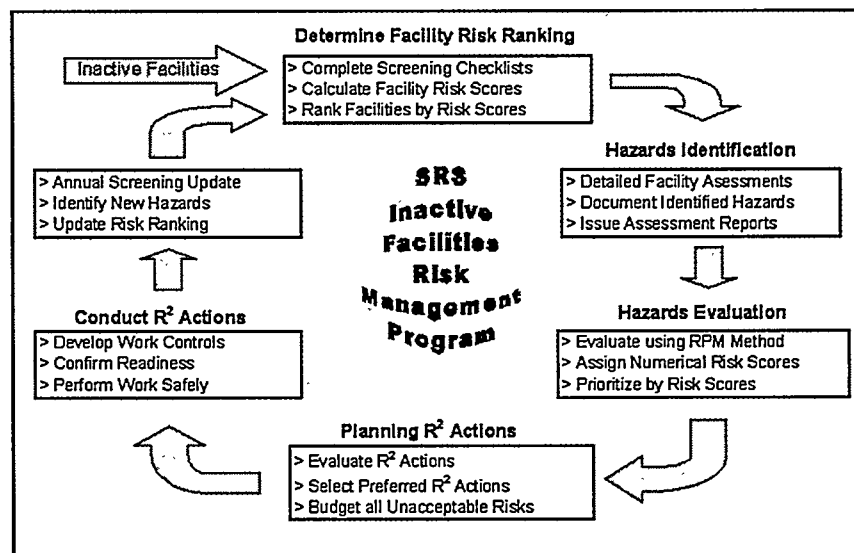 Determine Facility Risk Ranking
Inactive Facilities
> Complete Screening Checklists
> Calculate Facility Risk Scores
> Rank Facilities by Risk Scores
Hazards Identification
> Detailed Facility Asessments
> Document Identified Hazards
> Issue Assessment Reports
Hazards Evaluation
> Evaluate using RPM Method
> Assign Numerical Risk Scores
> Prioritize by Risk Scores
Planning R² Actions
> Evaluate R² Actions
> Select Preferred R² Actions
> Budget all Unacceptable Risks
Conduct R² Actions
> Develop Work Controls
> Confirm Readiness
> Perform Work Safely
> Annual Screening Update
> Identify New Hazards
> Update Risk Ranking
SRS
Inactive
Facilities
Risk
Management
Program